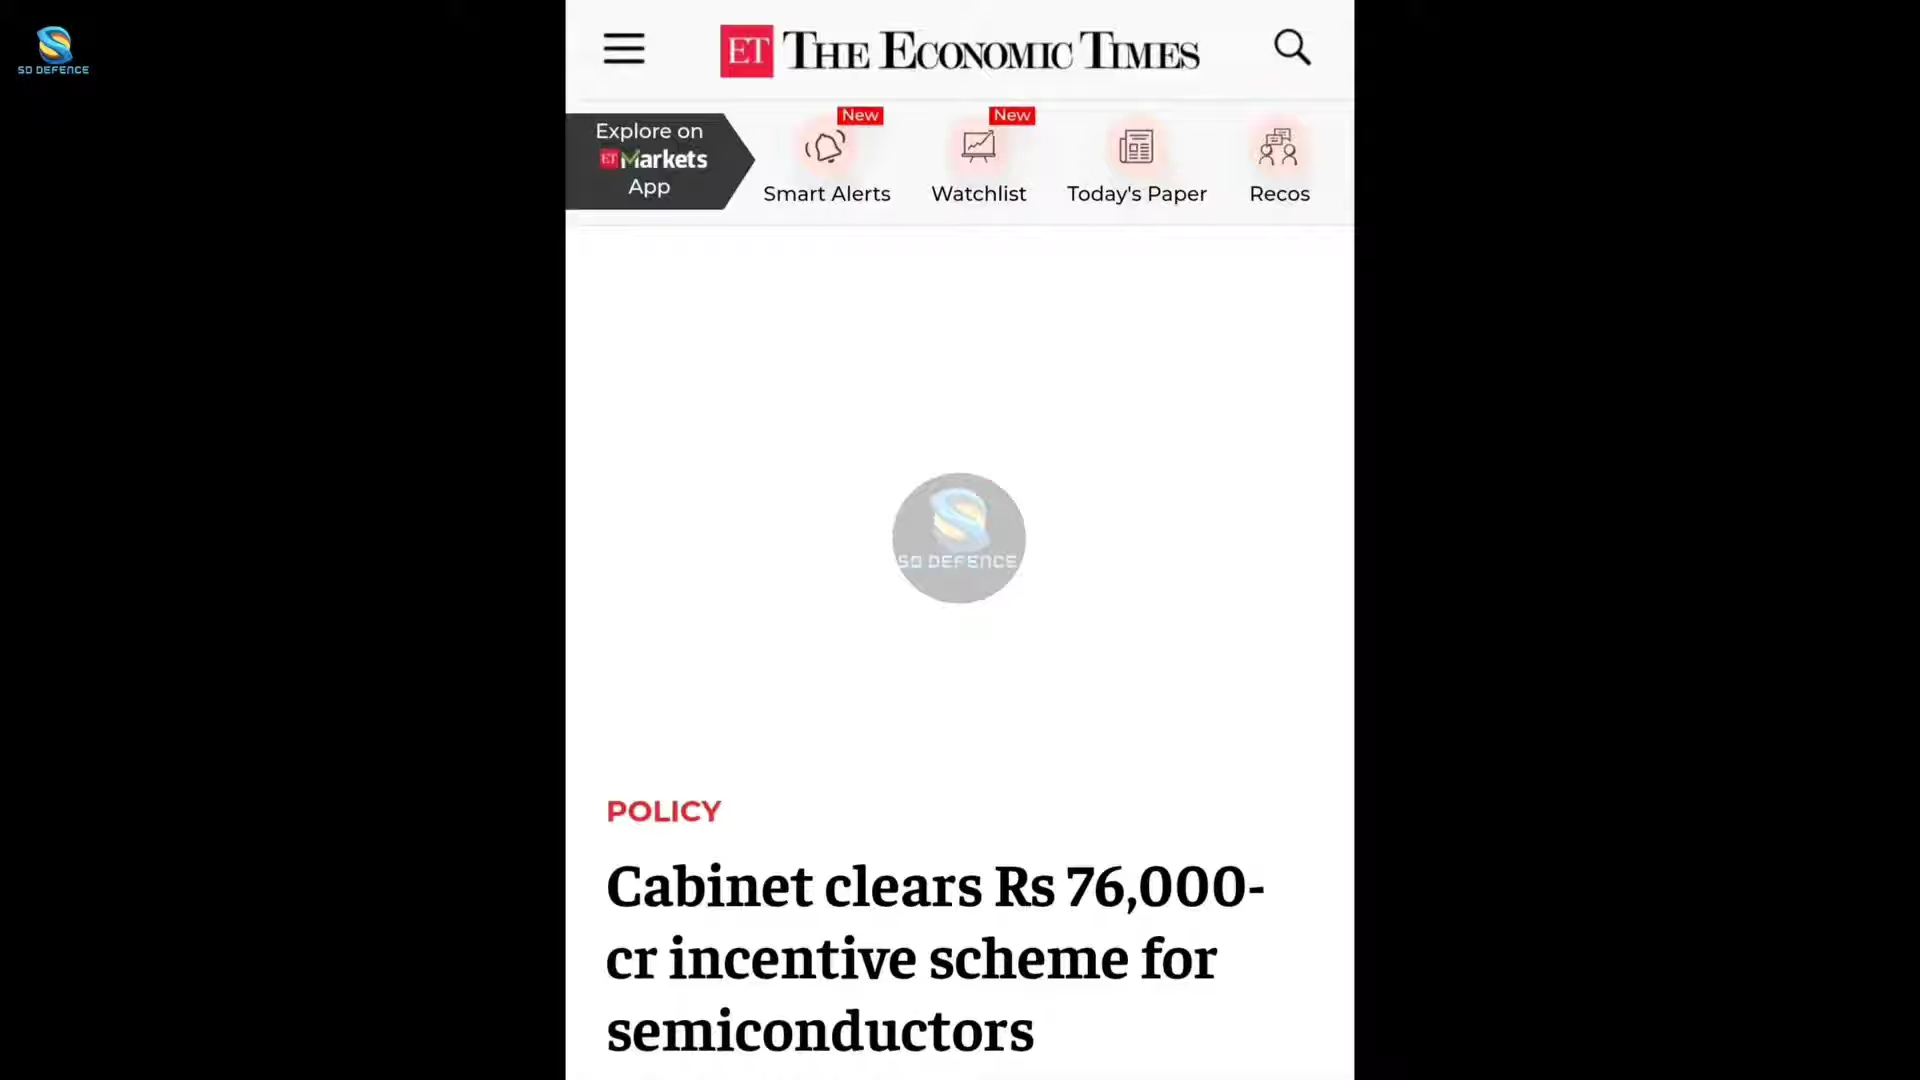 SD DEFENCE
ET THE ECONOMIC TIMES
Explore on
ET Markets
App
New
Smart Alerts
New
Watchlist
Today's Paper
Recos
SD DEFENCE
POLICY
Cabinet clears Rs 76,000-
cr incentive scheme for
semiconductors